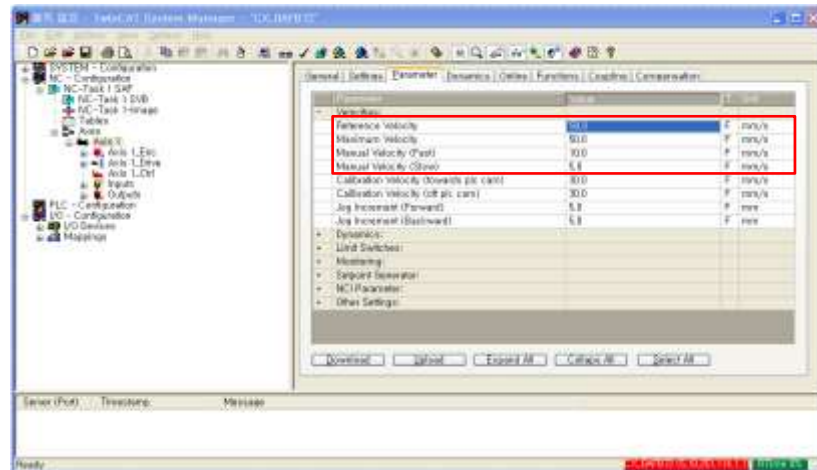 TwinCAT System Manager
SYSTEM - Configuration
NC - Configuration
NC-Task 1 SAF
NC-Task 1 SVB
NC-Task 1-Image
Tables
Axes
Axis 1
Axis 1_Enc
Axis 1_Drive
Axis 1_Ctrl
Inputs
Outputs
PLC - Configuration
I/O - Configuration
I/O Devices
Mappings
General Settings Parameter Dynamics Online Functions Coupling Compensation
Velocities:
Reference Velocity F mm/s
Maximum Velocity 50.0 F mm/s
Manual Velocity (Fast) 10.0 F mm/s
Manual Velocity (Slow) 5.0 F mm/s
Calibration Velocity (towards plc cam) 30.0 F mm/s
Calibration Velocity (off plc cam) 30.0 F mm/s
Jog Increment (Forward) 5.0 F mm
Jog Increment (Backward) 5.0 F mm
Dynamics:
Limit Switches:
Monitoring:
Setpoint Generator:
NCI Parameter:
Other Settings:
Download Upload Expand All Collaps All Select All
Server (Port) Timestamp Message
Ready